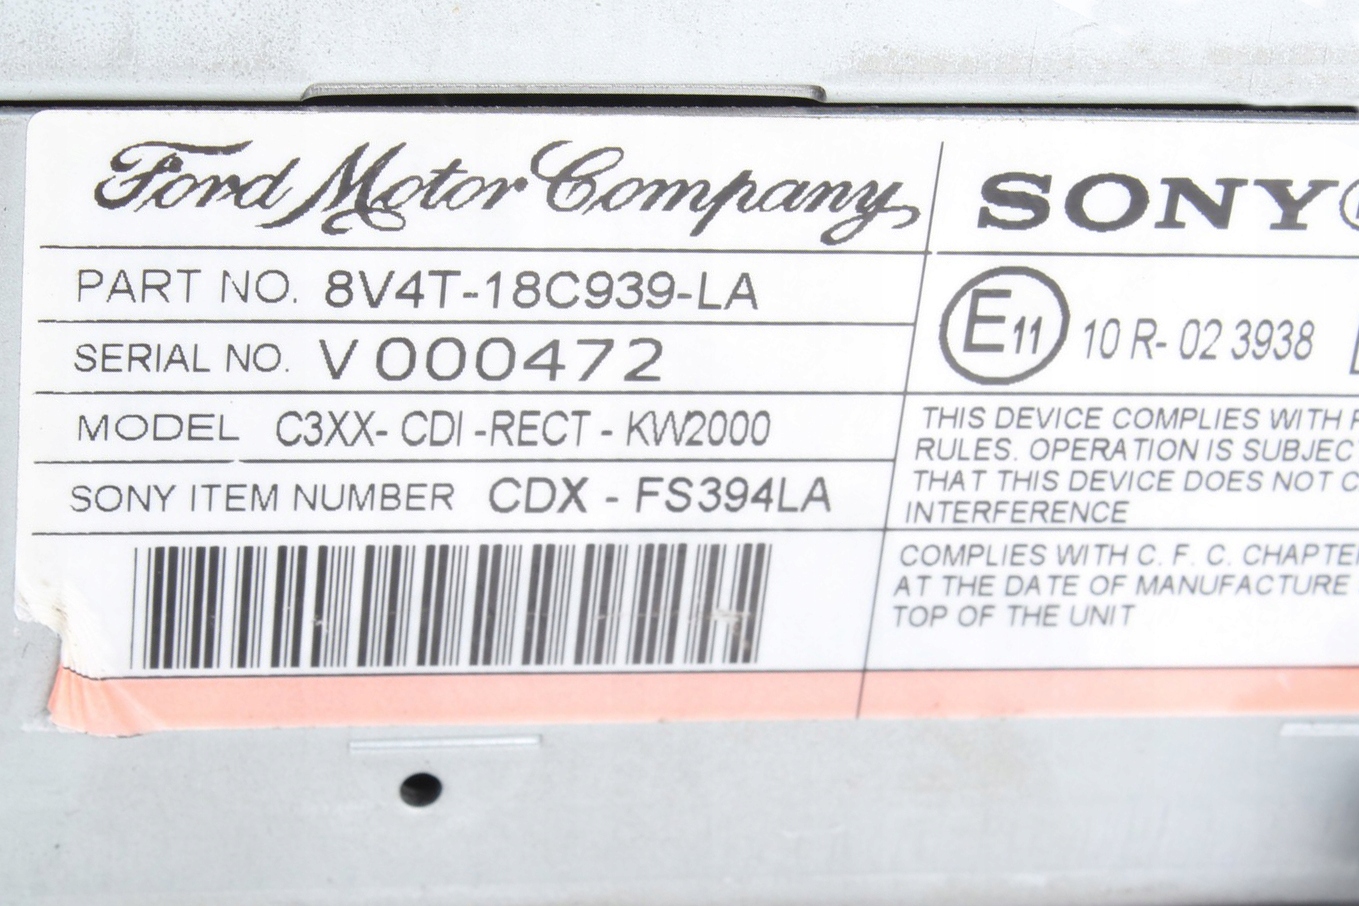 Ford Motor Company
PART NO. 8V4T-18C939-LA
SERIAL NO. V000472
MODEL C3XX-CDI-RECT-KW2000
SONY ITEM NUMBER CDX-FS394LA
SONY
E11 10 R-02 3938
THIS DEVICE COMPLIES WITH
RULES. OPERATION IS SUBJEC
THAT THIS DEVICE DOES NOT C
INTERFERENCE
COMPLIES WITH C. F. C. CHAPTE
AT THE DATE OF MANUFACTURE
TOP OF THE UNIT